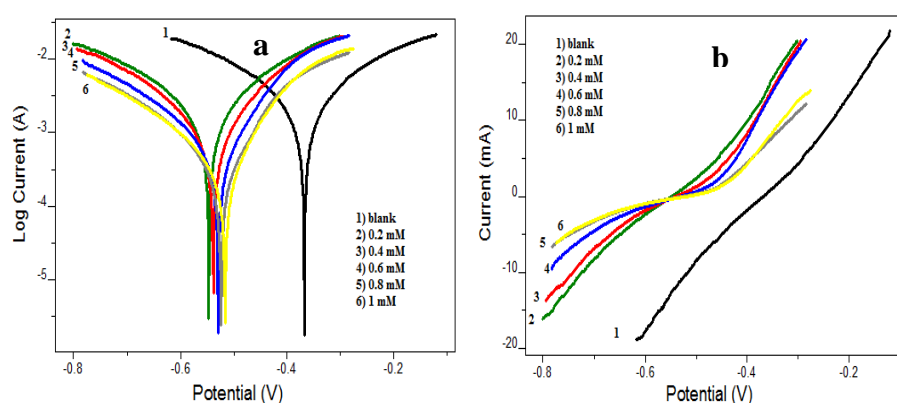 a
1
2
3
4
5
6
-2
-3
-4
-5
Log Current (A)
1) blank
2) 0.2 mM
3) 0.4 mM
4) 0.6 mM
5) 0.8 mM
6) 1 mM
-0.8
-0.6
-0.4
-0.2
Potential (V)
b
1) blank
2) 0.2 mM
3) 0.4 mM
4) 0.6 mM
5) 0.8 mM
6) 1 mM
20
10
0
-10
-20
Current (mA)
6
5
4
3
2
1
-0.8
-0.6
-0.4
-0.2
Potential (V)